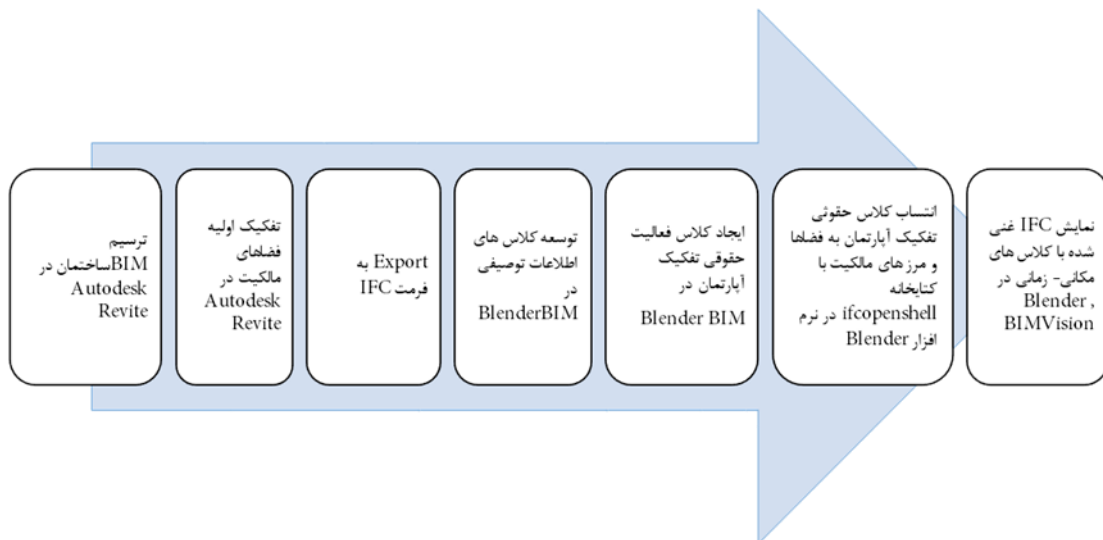 ترسیم
BIMساختمان در
Autodesk
Revite
تفکیک اولیه
فضاهای
مالکیت در
Autodesk
Revite
Export به
فرمت IFC
توسعه کلاس های
اطلاعات توصیفی
در
BlenderBIM
ایجاد کلاس فعالیت
حقوقی تفکیک
آپارتمان در
Blender BIM
انتساب کلاس حقوثی
تفکیک آپارتمان به فضاها
و مرز های مالکیت با
کتابخانه
ifcopenshell در نرم
افزار Blender
نمایش IFC غنی
شده با کلاس های
مکانی- زمانی در
Blender ,
BIMVision